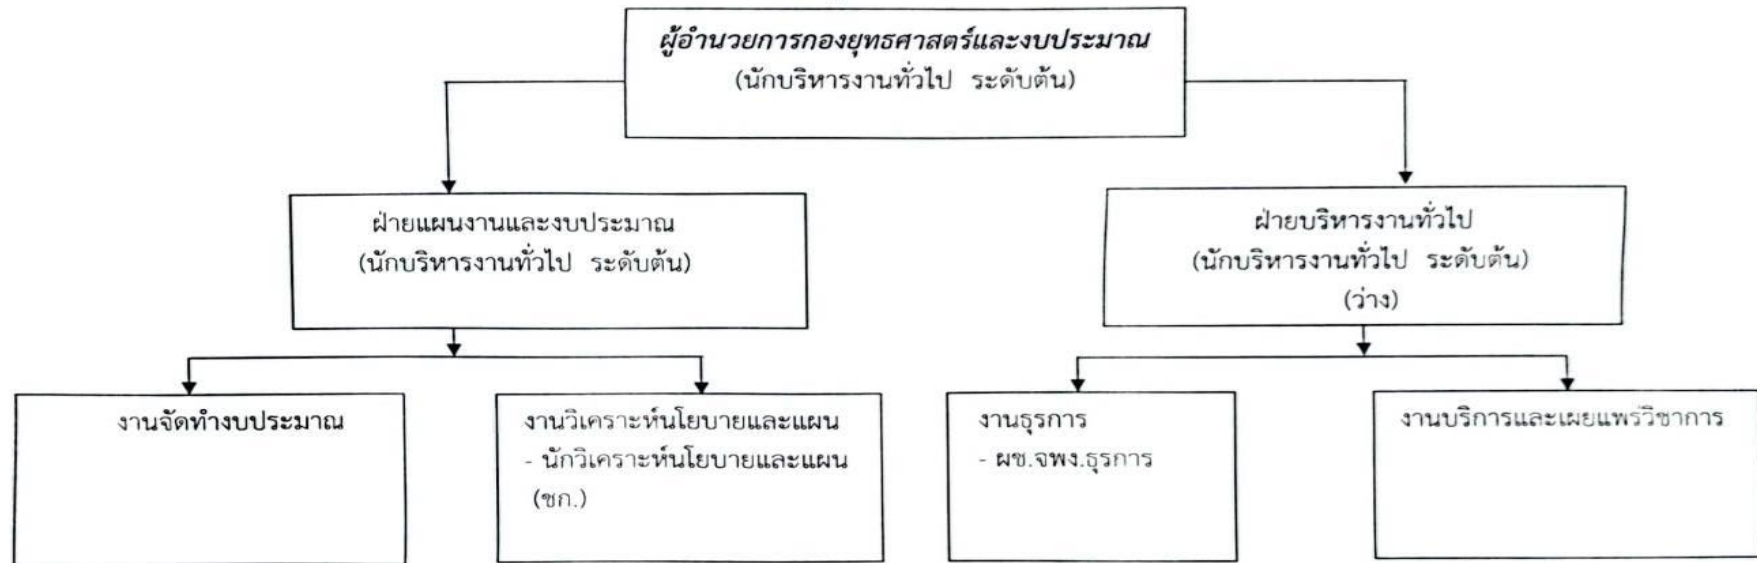 ผู้อำนวยการกองยุทธศาสตร์และงบประมาณ
(นักบริหารงานทั่วไป ระดับต้น)
ฝ่ายแผนงานและงบประมาณ
(นักบริหารงานทั่วไป ระดับต้น)
ฝ่ายบริหารงานทั่วไป
(นักบริหารงานทั่วไป ระดับต้น)
(ว่าง)
งานจัดทำงบประมาณ
งานวิเคราะห์นโยบายและแผน
- นักวิเคราะห์นโยบายและแผน
(ชก.)
งานธุรการ
- ผช.จพง.ธุรการ
งานบริการและเผยแพร่วิชาการ